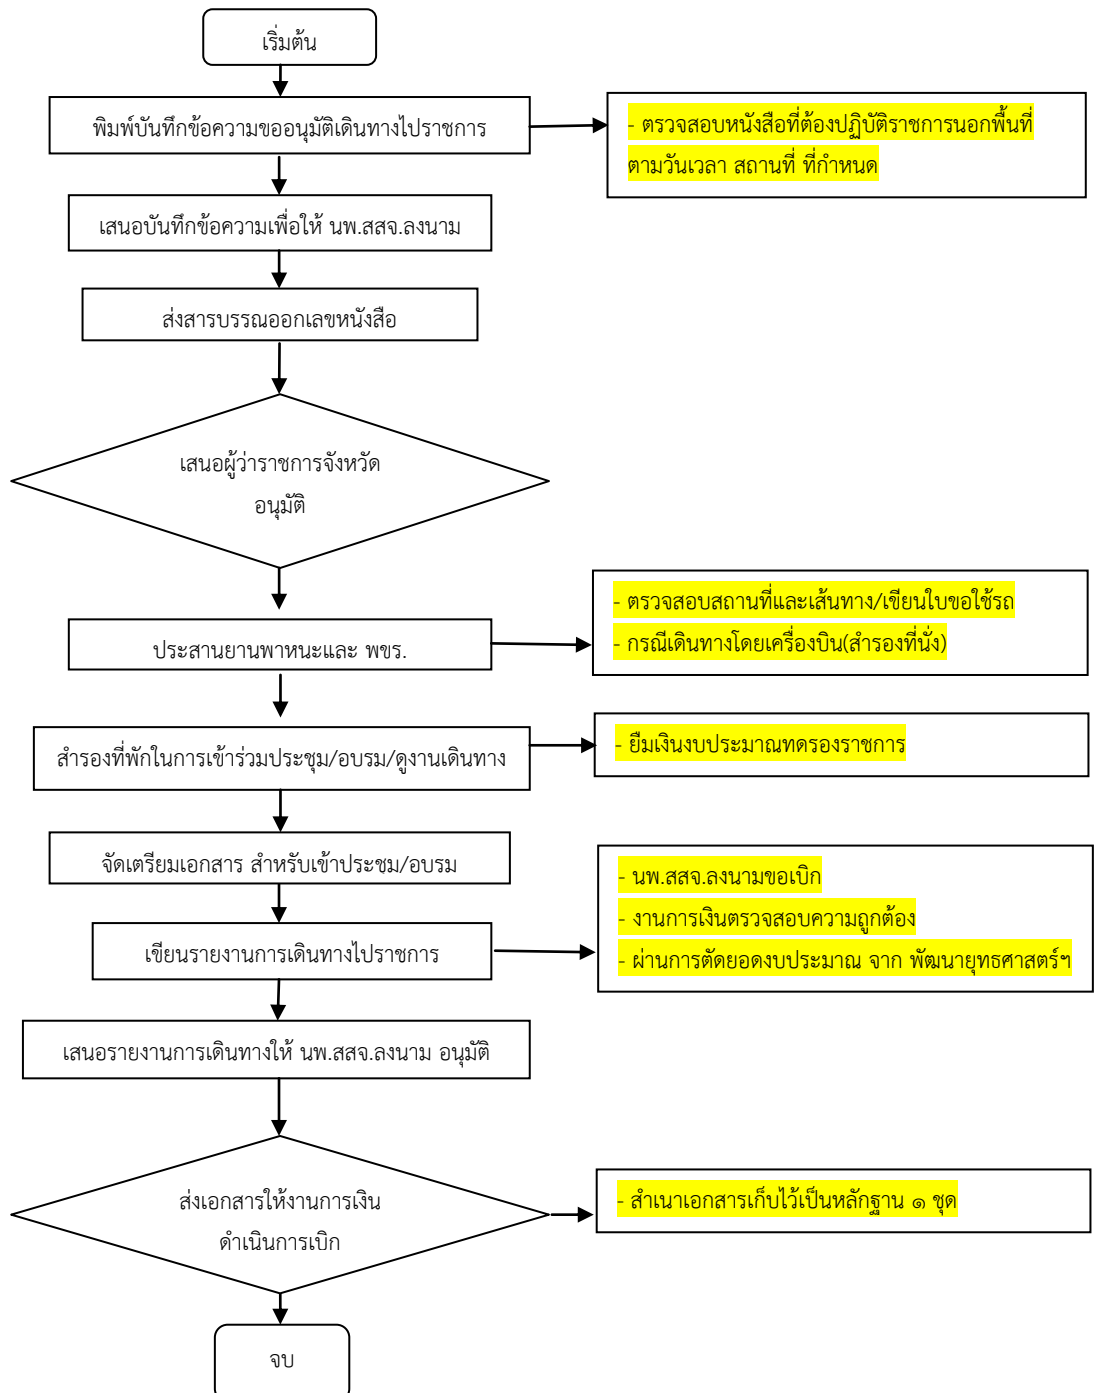 เริ่มต้น
พิมพ์บันทึกข้อความขออนุมัติเดินทางไปราชการ
- ตรวจสอบหนังสือที่ต้องปฏิบัติราชการนอกพื้นที่
ตามวันเวลา สถานที่ ที่กำหนด
เสนอบันทึกข้อความเพื่อให้ นพ.สสจ.ลงนาม
ส่งสารบรรณออกเลขหนังสือ
เสนอผู้ว่าราชการจังหวัด
อนุมัติ
ประสานยานพาหนะและ พขร.
- ตรวจสอบสถานที่และเส้นทาง/เขียนใบขอใช้รถ
- กรณีเดินทางโดยเครื่องบิน(สำรองที่นั่ง)
สำรองที่พักในการเข้าร่วมประชุม/อบรม/ดูงานเดินทาง
- ยืมเงินงบประมาณทดรองราชการ
จัดเตรียมเอกสาร สำหรับเข้าประชุม/อบรม
เขียนรายงานการเดินทางไปราชการ
- นพ.สสจ.ลงนามขอเบิก
- งานการเงินตรวจสอบความถูกต้อง
- ผ่านการตัดยอดงบประมาณ จาก พัฒนายุทธศาสตร์ฯ
เสนอรายงานการเดินทางให้ นพ.สสจ.ลงนาม อนุมัติ
ส่งเอกสารให้งานการเงิน
ดำเนินการเบิก
- สำเนาเอกสารเก็บไว้เป็นหลักฐาน ๑ ชุด
จบ